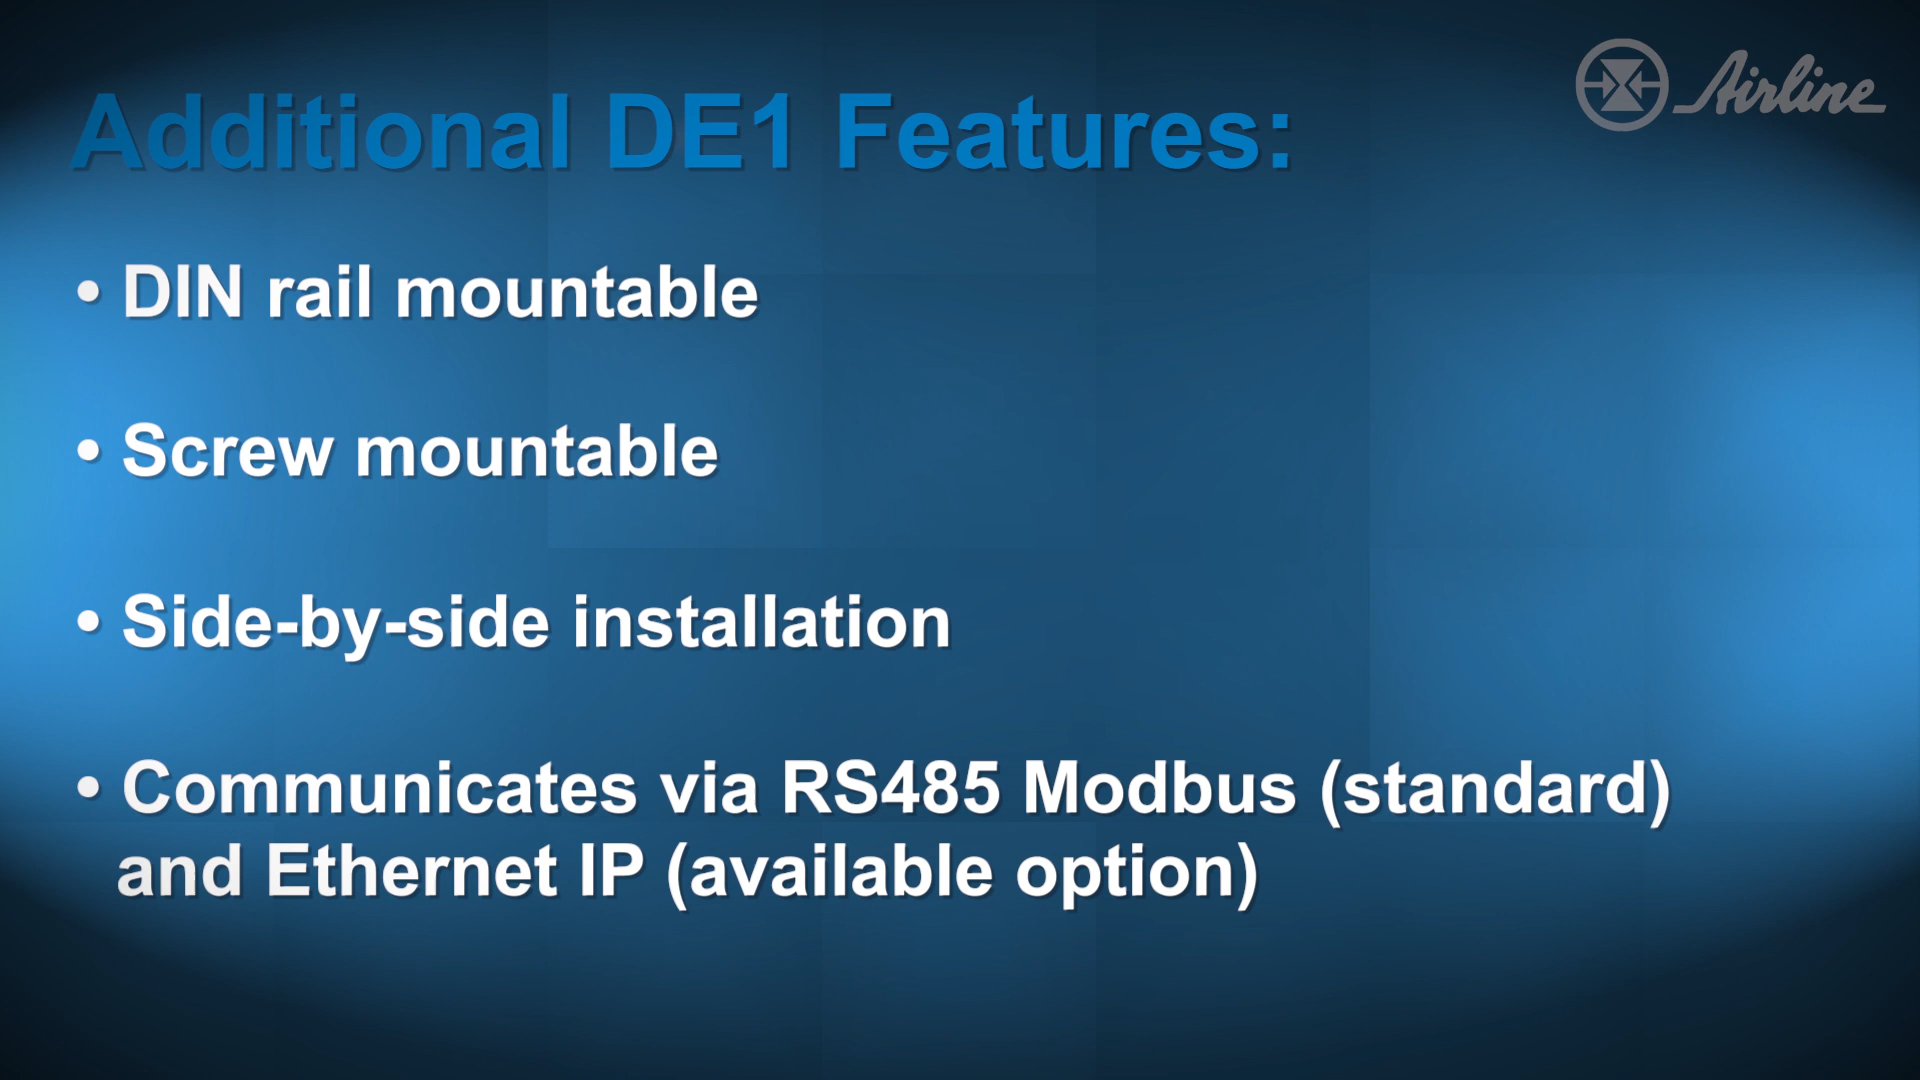 Airline
Additional DE1 Features:
• DIN rail mountable
• Screw mountable
• Side-by-side installation
• Communicates via RS485 Modbus (standard)
and Ethernet IP (available option)